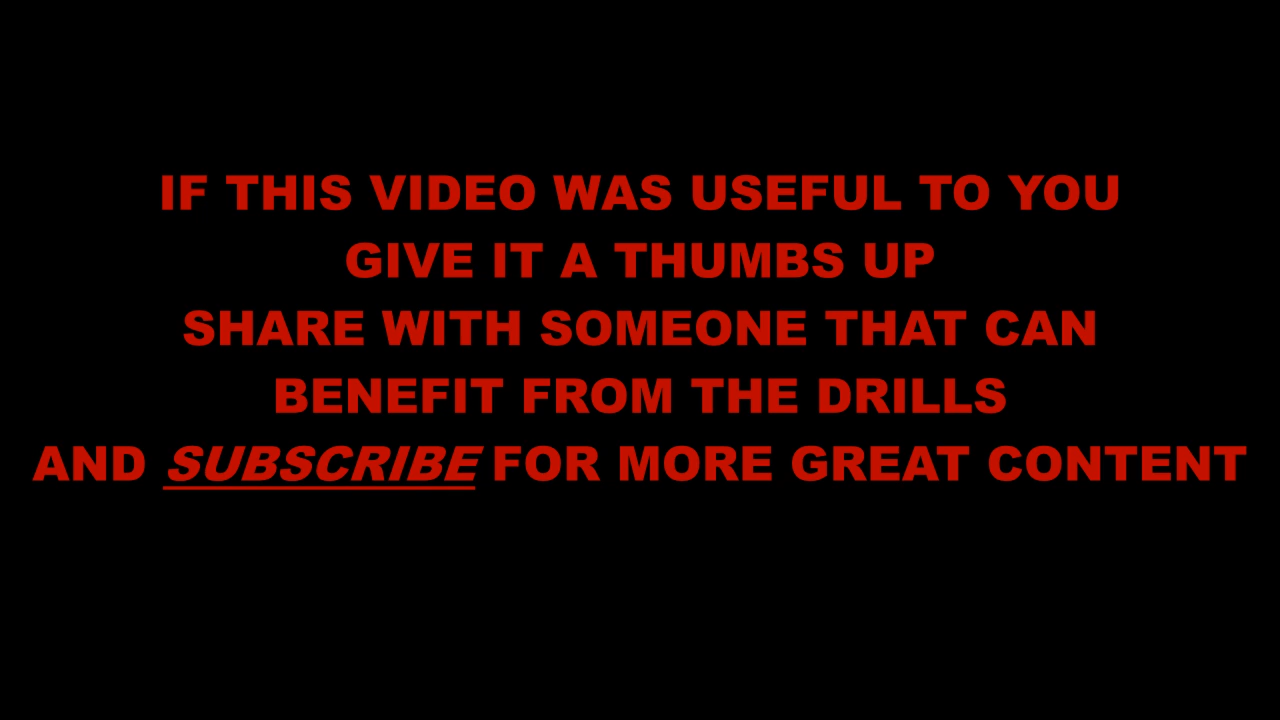 IF THIS VIDEO WAS USEFUL TO YOU
GIVE IT A THUMBS UP
SHARE WITH SOMEONE THAT CAN
BENEFIT FROM THE DRILLS
AND SUBSCRIBE FOR MORE GREAT CONTENT